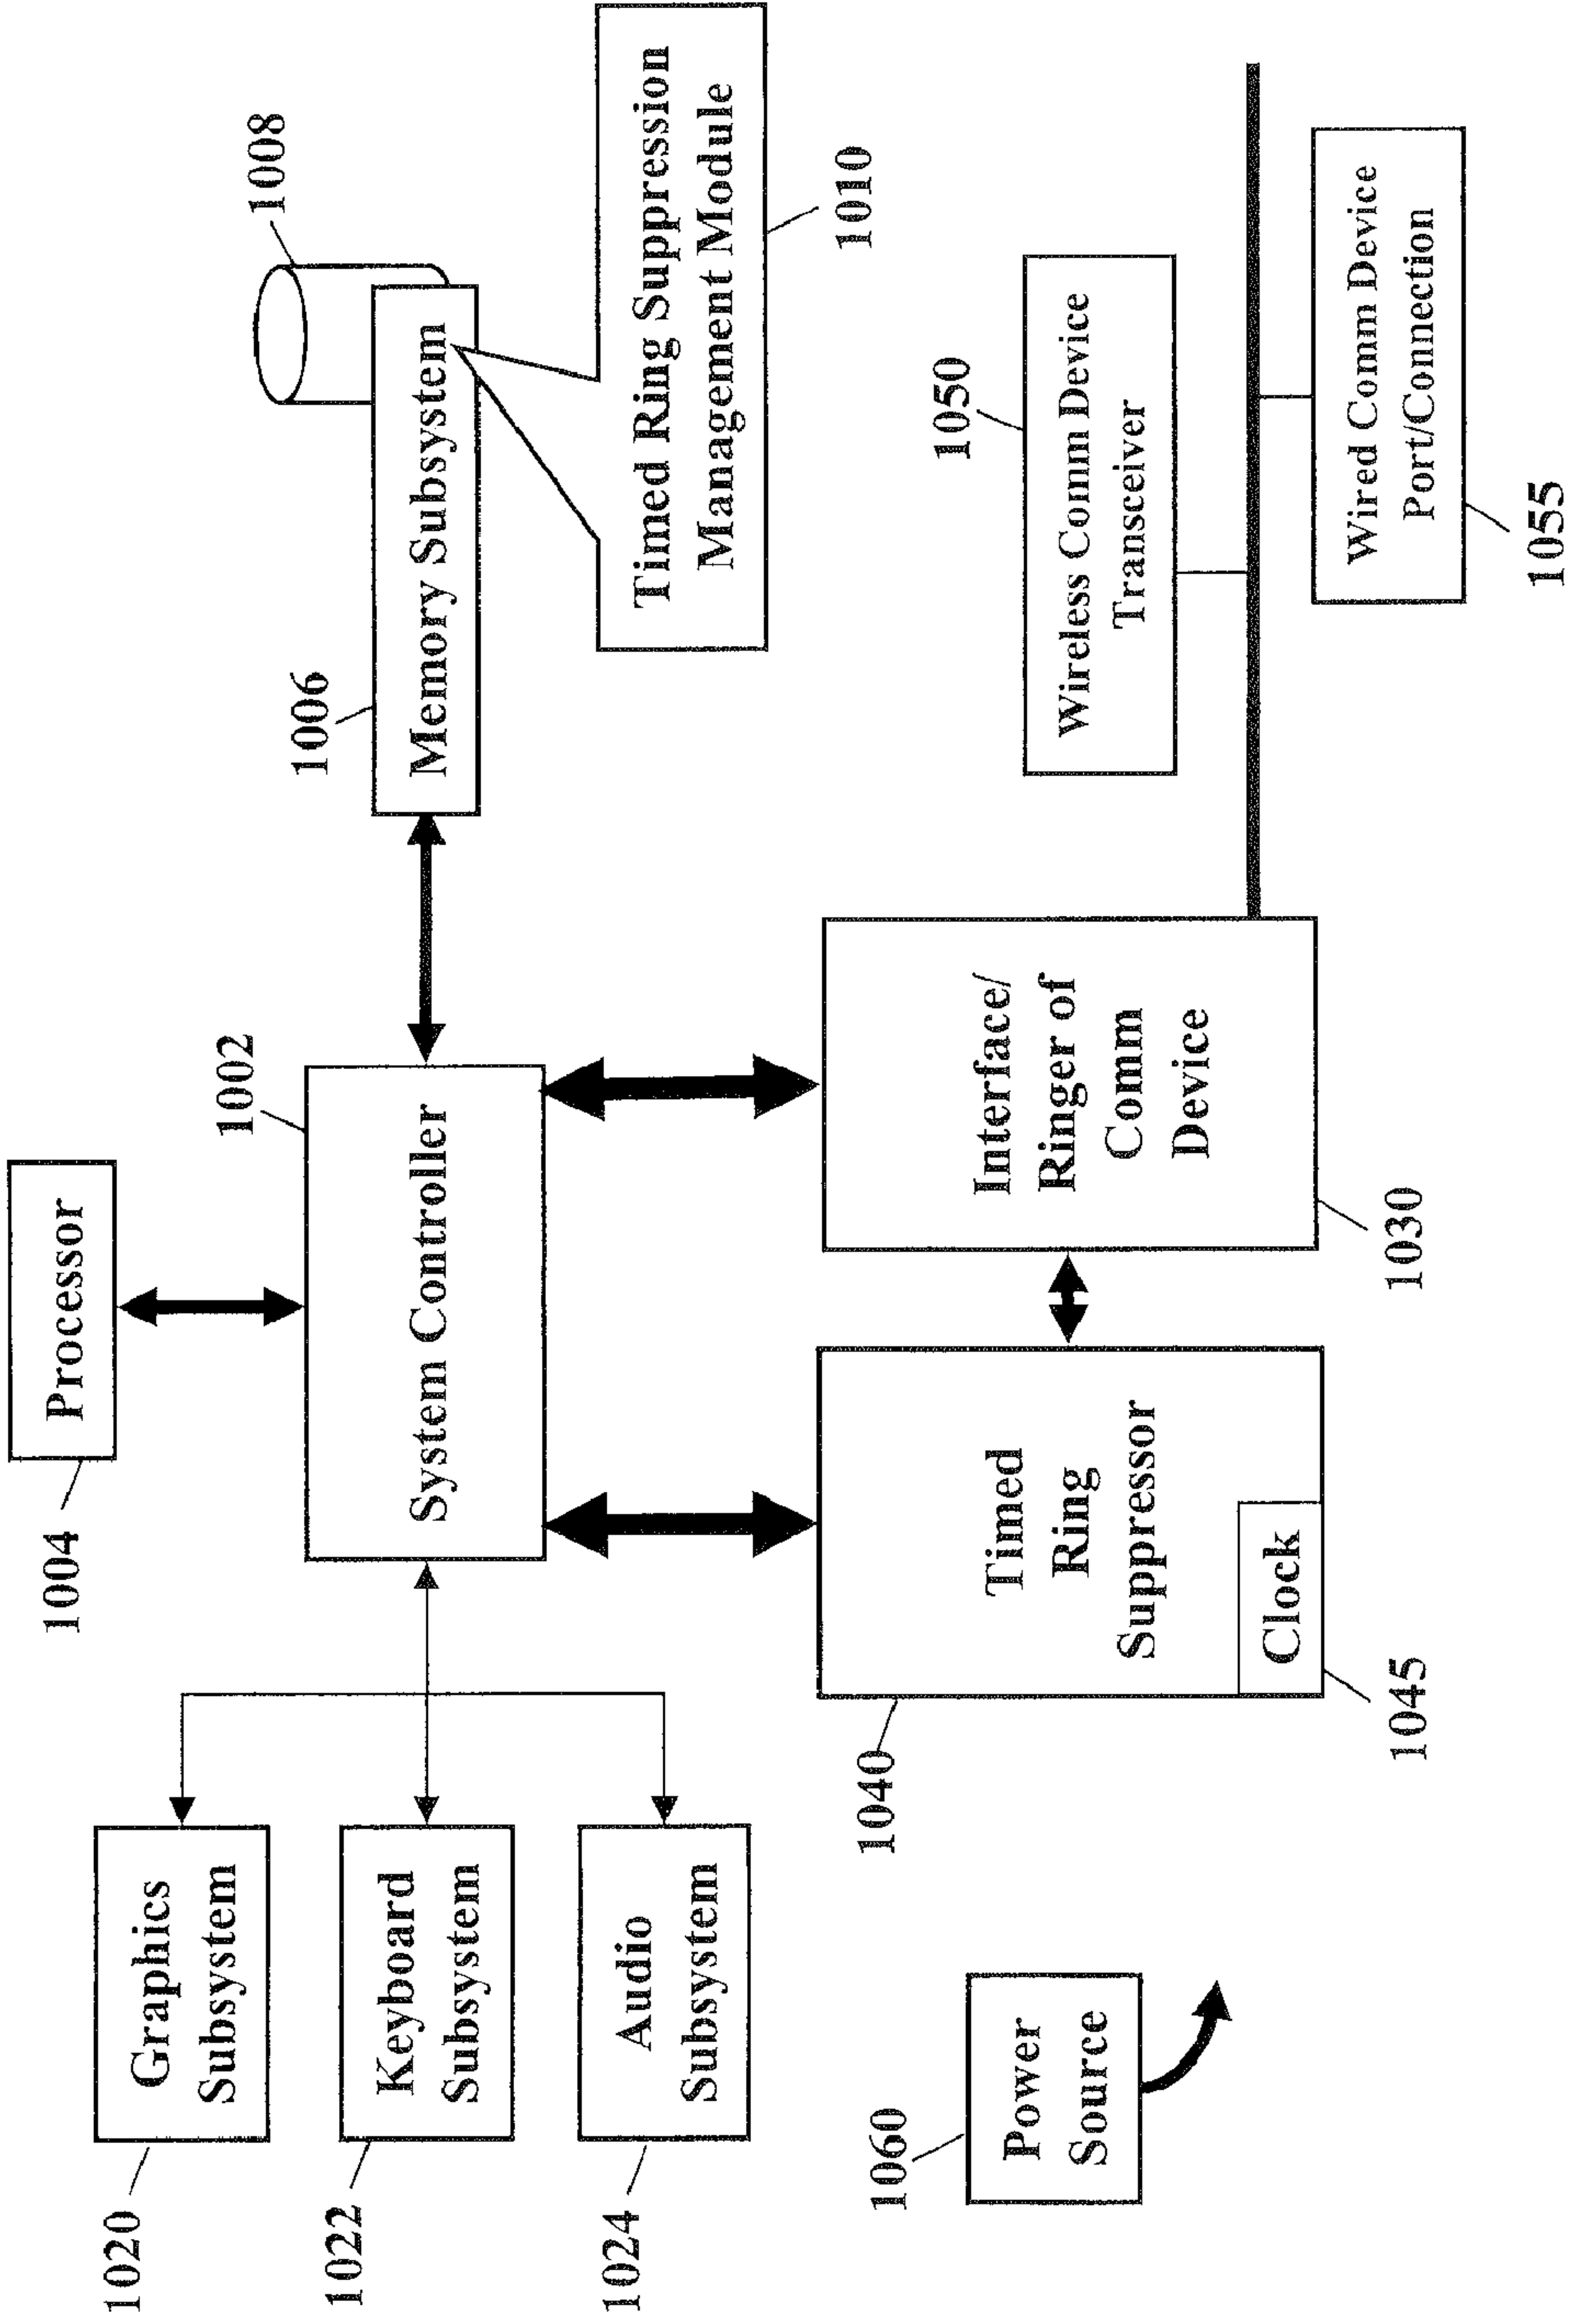 1004
Processor
1002
System Controller
1006
1008
Memory Subsystem
Timed Ring Suppression
Management Module
1010
1020
Graphics
Subsystem
1022
Keyboard
Subsystem
1024
Audio
Subsystem
1040
Timed
Ring
Suppressor
Clock
1045
Interface/
Ringer of
Comm
Device
1030
1050
Wireless Comm Device
Transceiver
Wired Comm Device
Port/Connection
1055
1060
Power
Source